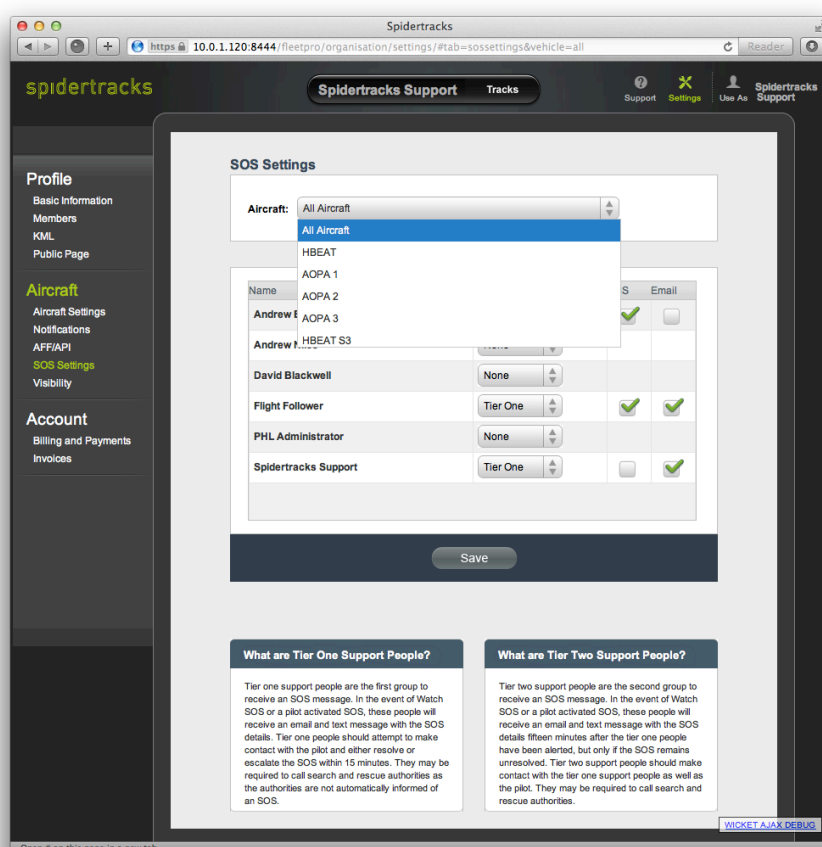 Spidertracks
https 10.0.1.120:8444/fleetpro/organisation/settings/#tab=sossettings&vehicle=all
Reader
spidertracks
Spidertracks Support Tracks
Support Settings Use As Spidertracks Support
Profile
Basic Information
Members
KML
Public Page
Aircraft
Aircraft Settings
Notifications
AFF/API
SOS Settings
Visibility
Account
Billing and Payments
Invoices
SOS Settings
Aircraft: All Aircraft
All Aircraft
HBEAT
AOPA 1
AOPA 2
AOPA 3
HBEAT S3
Name S Email
Andrew
Andrew
David Blackwell None
Flight Follower Tier One
PHL Administrator None
Spidertracks Support Tier One
Save
What are Tier One Support People?
Tier one support people are the first group to
receive an SOS message. In the event of Watch
SOS or a pilot activated SOS, these people will
receive an email and text message with the SOS
details. Tier one people should attempt to make
contact with the pilot and either resolve or
escalate the SOS within 15 minutes. They may be
required to call search and rescue authorities as
the authorities are not automatically informed of
an SOS.
What are Tier Two Support People?
Tier two support people are the second group to
receive an SOS message. In the event of Watch
SOS or a pilot activated SOS, these people will
receive an email and text message with the SOS
details fifteen minutes after the tier one people
have been alerted, but only if the SOS remains
unresolved. Tier two support people should make
contact with the tier one support people as well as
the pilot. They may be required to call search and
rescue authorities.
WICKET AJAX DEBUG